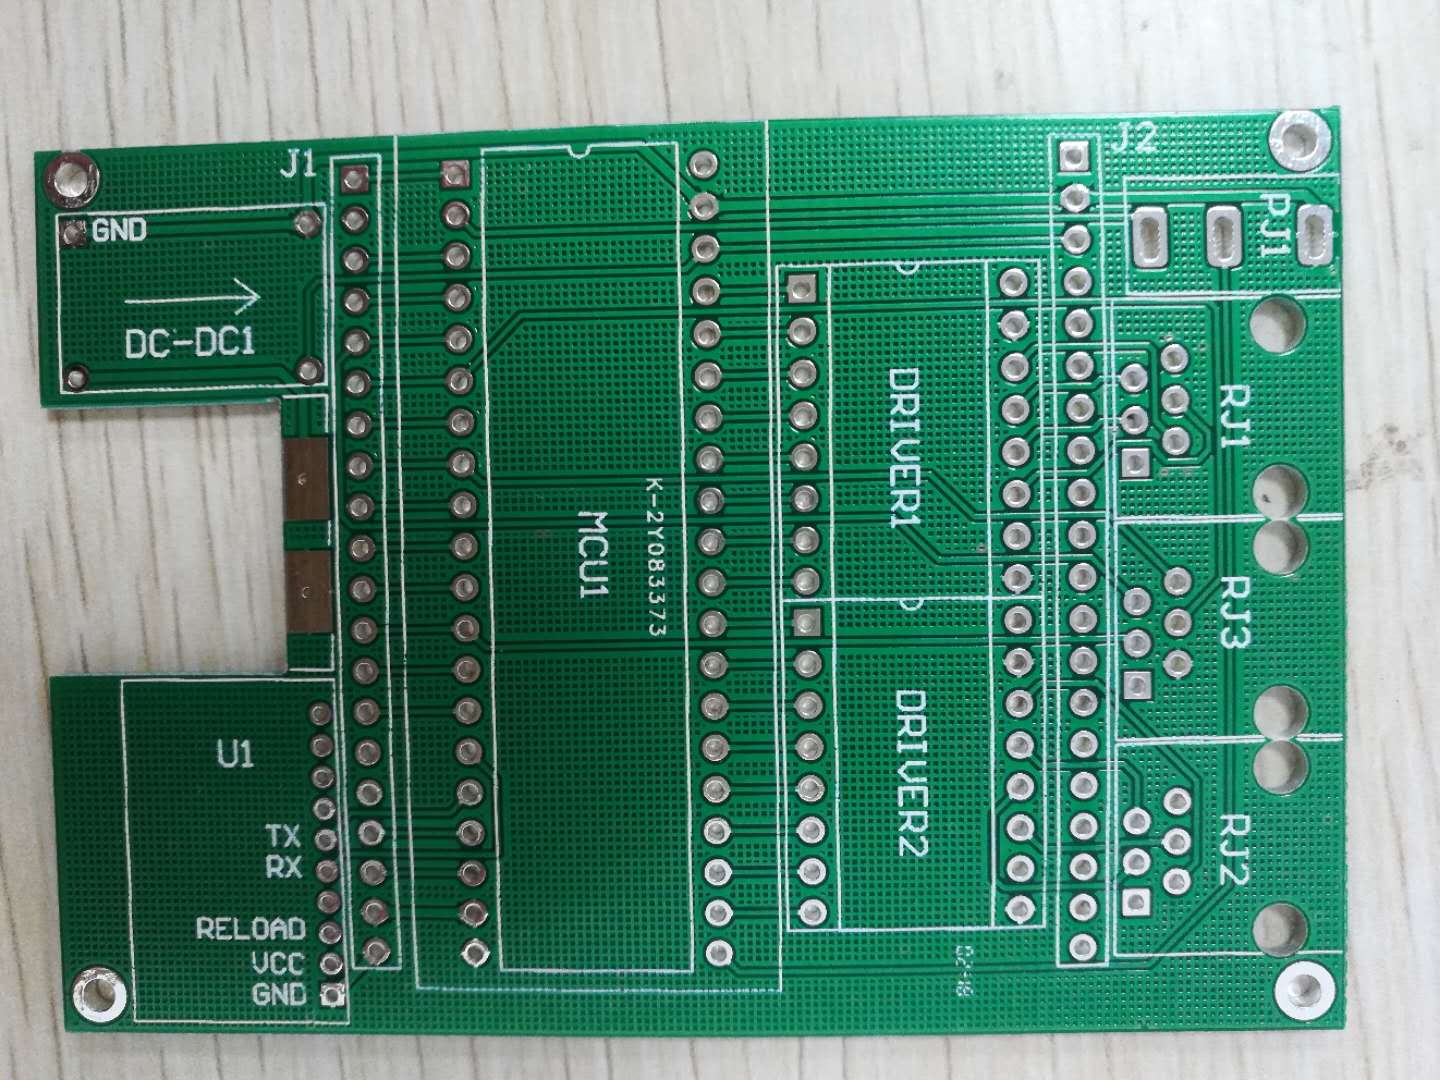 J1
J2
GND
PJ1
DC-DC1
DRIVER1
RJ1
K-2Y083373
MCU1
RJ3
DRIVER2
U1
RJ2
TX
RX
RELOAD
VCC
GND